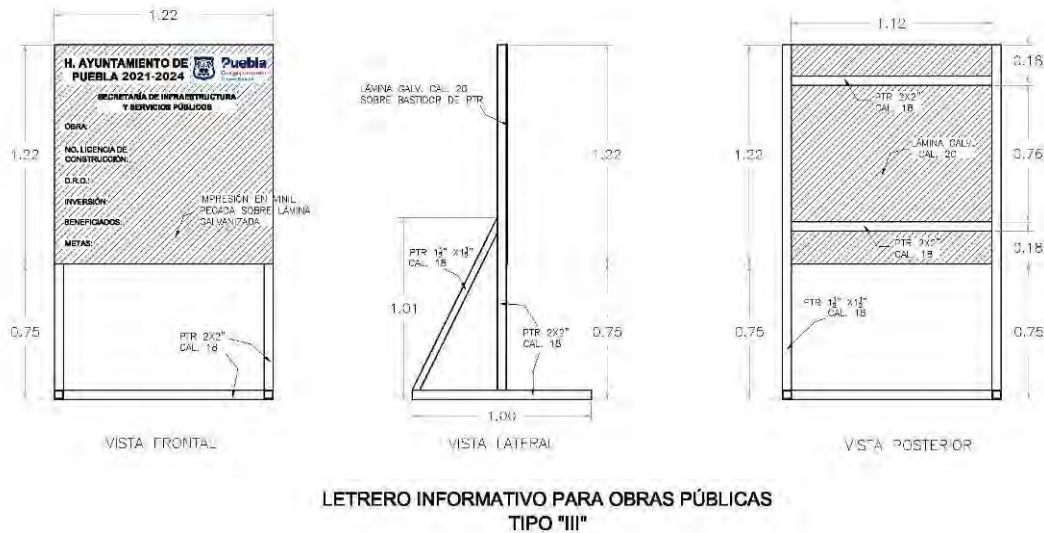 1.22
H. AYUNTAMIENTO DE
PUEBLA 2021-2024
Puebla
SECRETARÍA DE INFRAESTRUCTURA
Y SERVICIOS PÚBLICOS
OBRA:
NO. LICENCIA DE
CONSTRUCCIÓN:
D.R.O.:
INVERSIÓN:
BENEFICIADOS:
METAS:
IMPRESIÓN EN VINIL
PEGADA SOBRE LÁMINA
GALVANIZADA
1.22
0.75
PTR 2X2"
CAL. 18
VISTA FRONTAL
LÁMINA GALV. CAL. 20
SOBRE BASTIDOR DE PTR
1.22
PTR 1½" X1½"
CAL. 18
1.01
PTR 2X2"
CAL. 18
0.75
1.00
VISTA LATERAL
1.12
0.18
PTR 2X2"
CAL. 18
1.22
LÁMINA GALV.
CAL. 20
0.75
PTR 2X2"
CAL. 18
0.18
PTR 1½" X1½"
CAL. 18
0.75
0.75
VISTA POSTERIOR
LETRERO INFORMATIVO PARA OBRAS PÚBLICAS
TIPO "III"